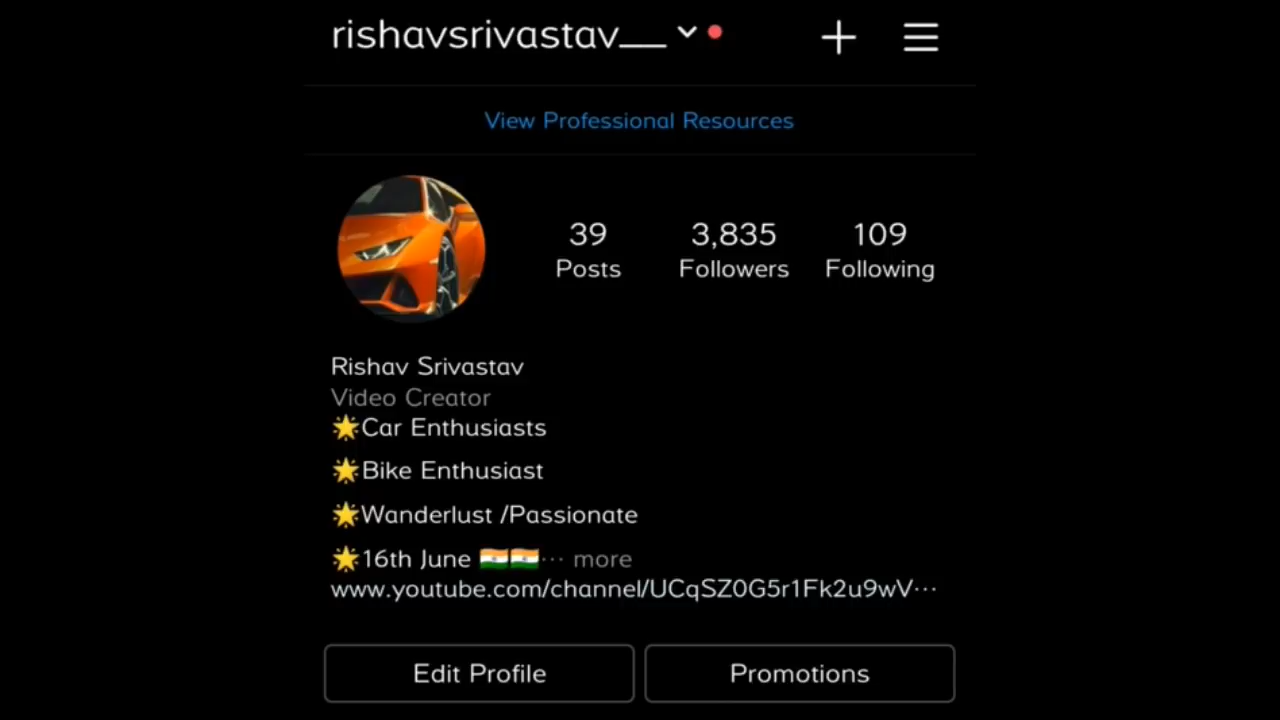 rishavsrivastav__
View Professional Resources
39 3,835 109
Posts Followers Following
Rishav Srivastav
Video Creator
🌟Car Enthusiasts
🌟Bike Enthusiast
🌟Wanderlust /Passionate
🌟16th June 🇮🇳🇮🇳··· more
www.youtube.com/channel/UCqSZ0G5r1Fk2u9wV···
Edit Profile Promotions